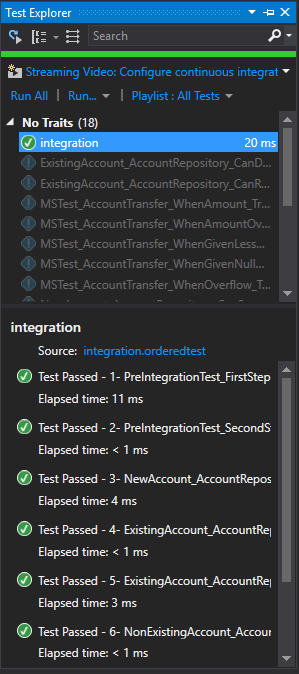 Test Explorer
Search
Streaming Video: Configure continuous integrat
Run All | Run... | Playlist : All Tests
No Traits (18)
integration 20 ms
ExistingAccount_AccountRepository_CanD...
ExistingAccount_AccountRepository_CanR...
MSTest_AccountTransfer_WhenAmount_Tr...
MSTest_AccountTransfer_WhenAmountOv...
MSTest_AccountTransfer_WhenGivenLess...
MSTest_AccountTransfer_WhenGivenNull...
MSTest_AccountTransfer_WhenOverflow_T...
integration
Source: integration.orderedtest
Test Passed - 1- PreIntegrationTest_FirstStep
Elapsed time: 11 ms
Test Passed - 2- PreIntegrationTest_SecondS
Elapsed time: < 1 ms
Test Passed - 3- NewAccount_AccountRepos
Elapsed time: 4 ms
Test Passed - 4- ExistingAccount_AccountRep
Elapsed time: < 1 ms
Test Passed - 5- ExistingAccount_AccountRep
Elapsed time: 3 ms
Test Passed - 6- NonExistingAccount_Accour
Elapsed time: < 1 ms